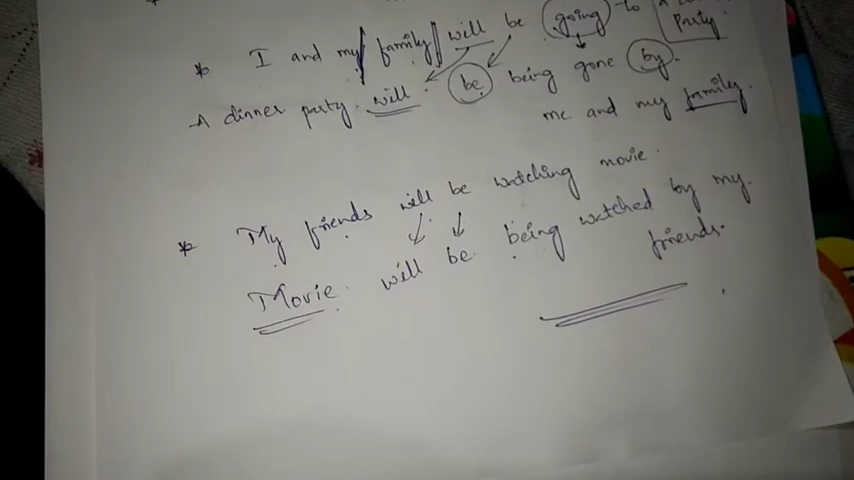 * I and my family will be going to
party.
A dinner party will be being gone by.
me and my family.
* My friends will be watching movie.
Movie will be being watched by my
friends.